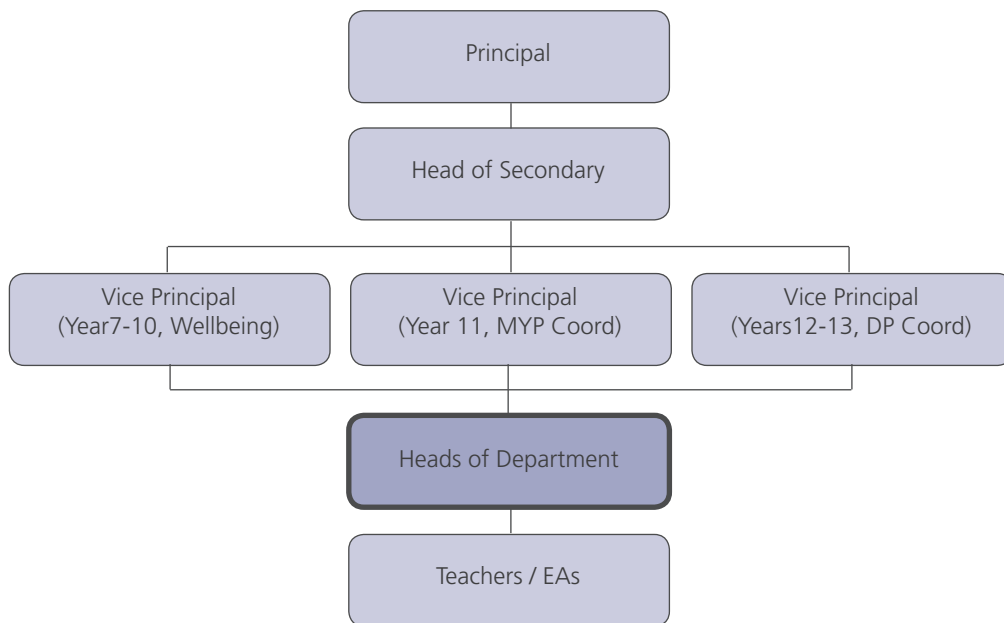 Principal
Head of Secondary
Vice Principal
(Year7-10, Wellbeing)
Vice Principal
(Year 11, MYP Coord)
Vice Principal
(Years12-13, DP Coord)
Heads of Department
Teachers / EAs